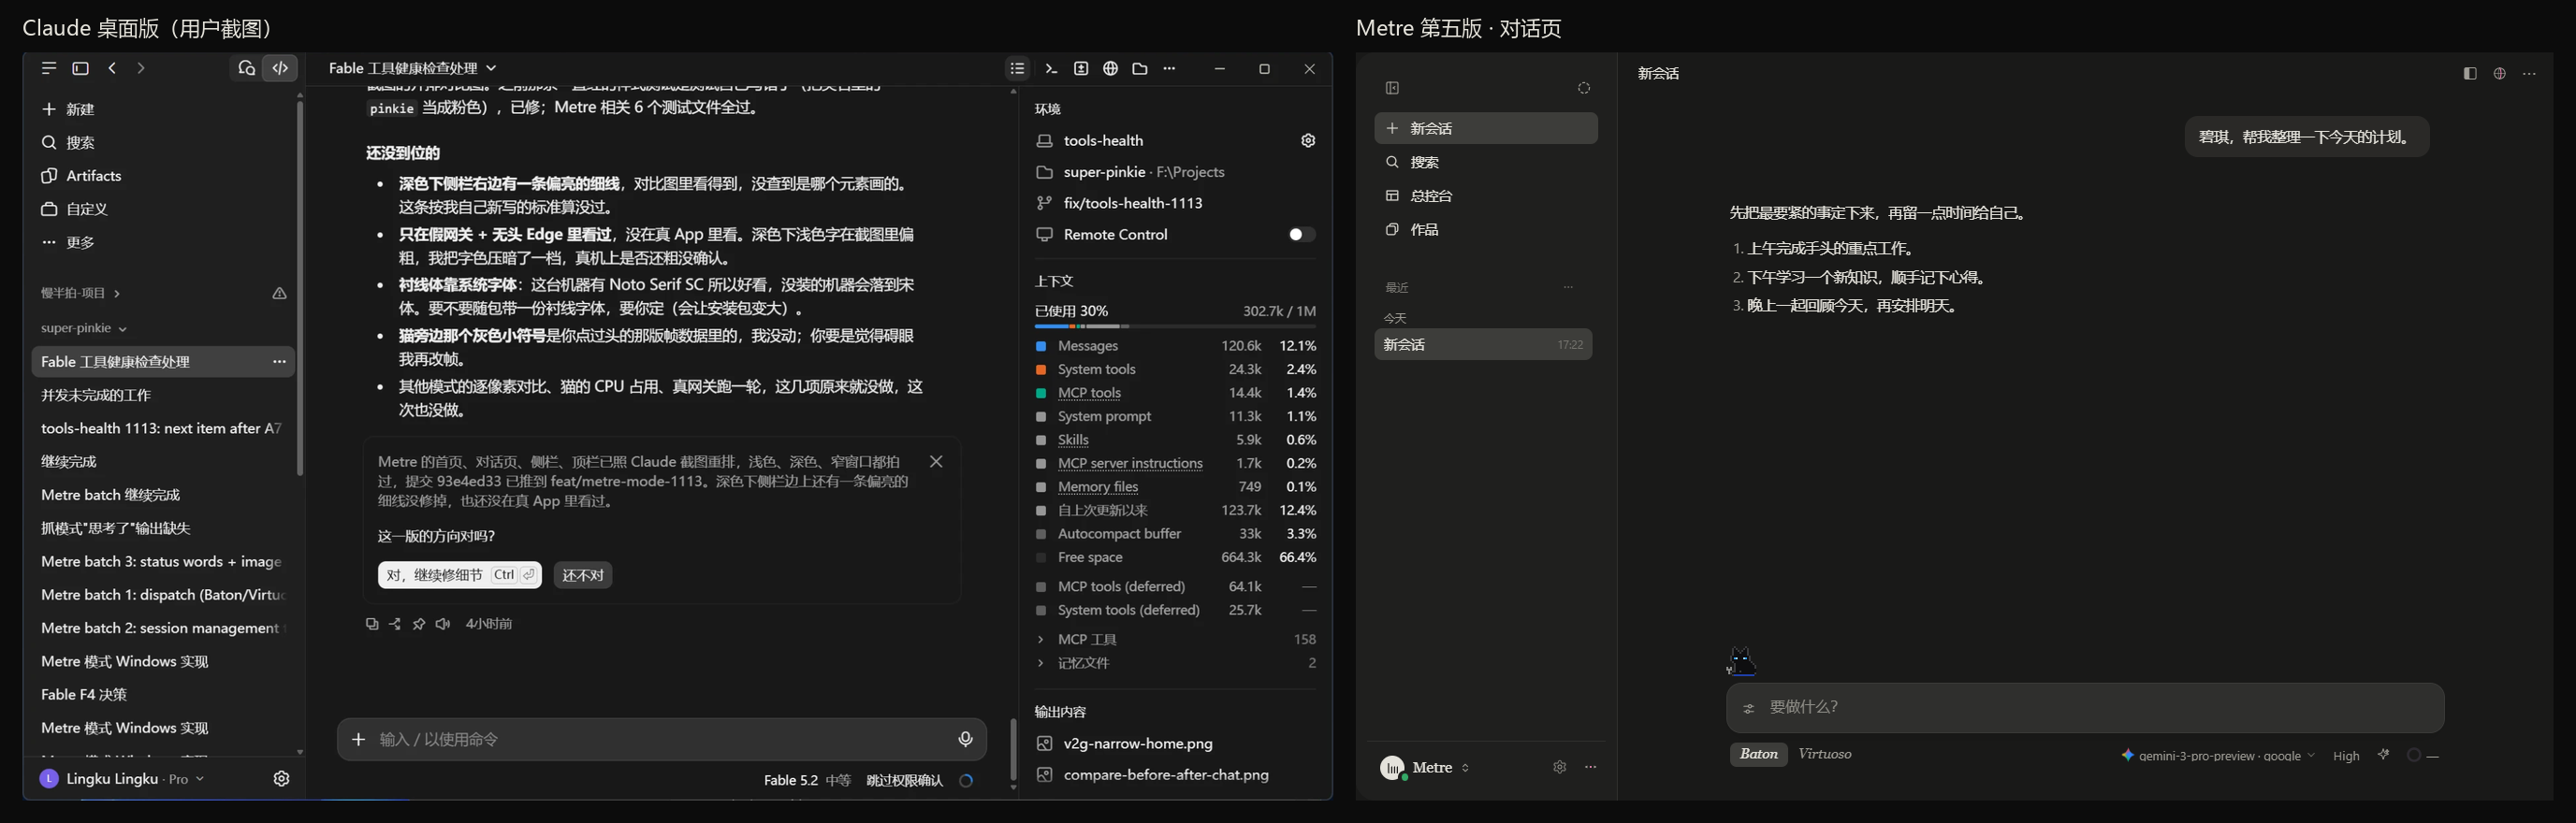 Claude 桌面版（用户截图）
Metre 第五版 · 对话页
Fable 工具健康检查处理
新建
搜索
Artifacts
自定义
更多
慢半拍-项目
super-pinkie
Fable 工具健康检查处理
并发未完成的工作
tools-health 1113: next item after A7
继续完成
Metre batch 继续完成
抓模式"思考了"输出缺失
Metre batch 3: status words + image
Metre batch 1: dispatch (Baton/Virtuo
Metre batch 2: session management
Metre 模式 Windows 实现
Fable F4 决策
Metre 模式 Windows 实现
L Lingku Lingku · Pro
pinkie 当成粉色），已修；Metre 相关 6 个测试文件全过。
还没到位的
• 深色下侧栏右边有一条偏亮的细线，对比图里看得到，没查到是哪个元素画的。
这条按我自己新写的标准算没过。
• 只在假网关 + 无头 Edge 里看过，没在真 App 里看。深色下浅色字在截图里偏
粗，我把字色压暗了一档，真机上是否还粗没确认。
• 衬线体靠系统字体：这台机器有 Noto Serif SC 所以好看，没装的机器会落到宋
体。要不要随包带一份衬线字体，要你定（会让安装包变大）。
• 猫旁边那个灰色小符号是你点过头的那版帧数据里的，我没动；你要是觉得碍眼
我再改帧。
• 其他模式的逐像素对比、猫的 CPU 占用、真网关跑一轮，这几项原来就没做，这
次也没做。
Metre 的首页、对话页、侧栏、顶栏已照 Claude 截图重排，浅色、深色、窄窗口都拍
过，提交 93e4ed33 已推到 feat/metre-mode-1113。深色下侧栏边上还有一条偏亮的
细线没修掉，也还没在真 App 里看过。
这一版的方向对吗？
对，继续修细节 Ctrl
还不对
4小时前
输入 / 以使用命令
Fable 5.2 中等 跳过权限确认
环境
tools-health
super-pinkie · F:\Projects
fix/tools-health-1113
Remote Control
上下文
已使用 30% 302.7k / 1M
Messages 120.6k 12.1%
System tools 24.3k 2.4%
MCP tools 14.4k 1.4%
System prompt 11.3k 1.1%
Skills 5.9k 0.6%
MCP server instructions 1.7k 0.2%
Memory files 749 0.1%
自上次更新以来 123.7k 12.4%
Autocompact buffer 33k 3.3%
Free space 664.3k 66.4%
MCP tools (deferred) 64.1k —
System tools (deferred) 25.7k —
MCP 工具 158
记忆文件 2
输出内容
v2g-narrow-home.png
compare-before-after-chat.png
新会话
搜索
总控台
作品
最近
今天
新会话 17:22
Metre
新会话
碧琪，帮我整理一下今天的计划。
先把最要紧的事定下来，再留一点时间给自己。
1. 上午完成手头的重点工作。
2. 下午学习一个新知识，顺手记下心得。
3. 晚上一起回顾今天，再安排明天。
要做什么？
Baton Virtuoso
gemini-3-pro-preview · google High